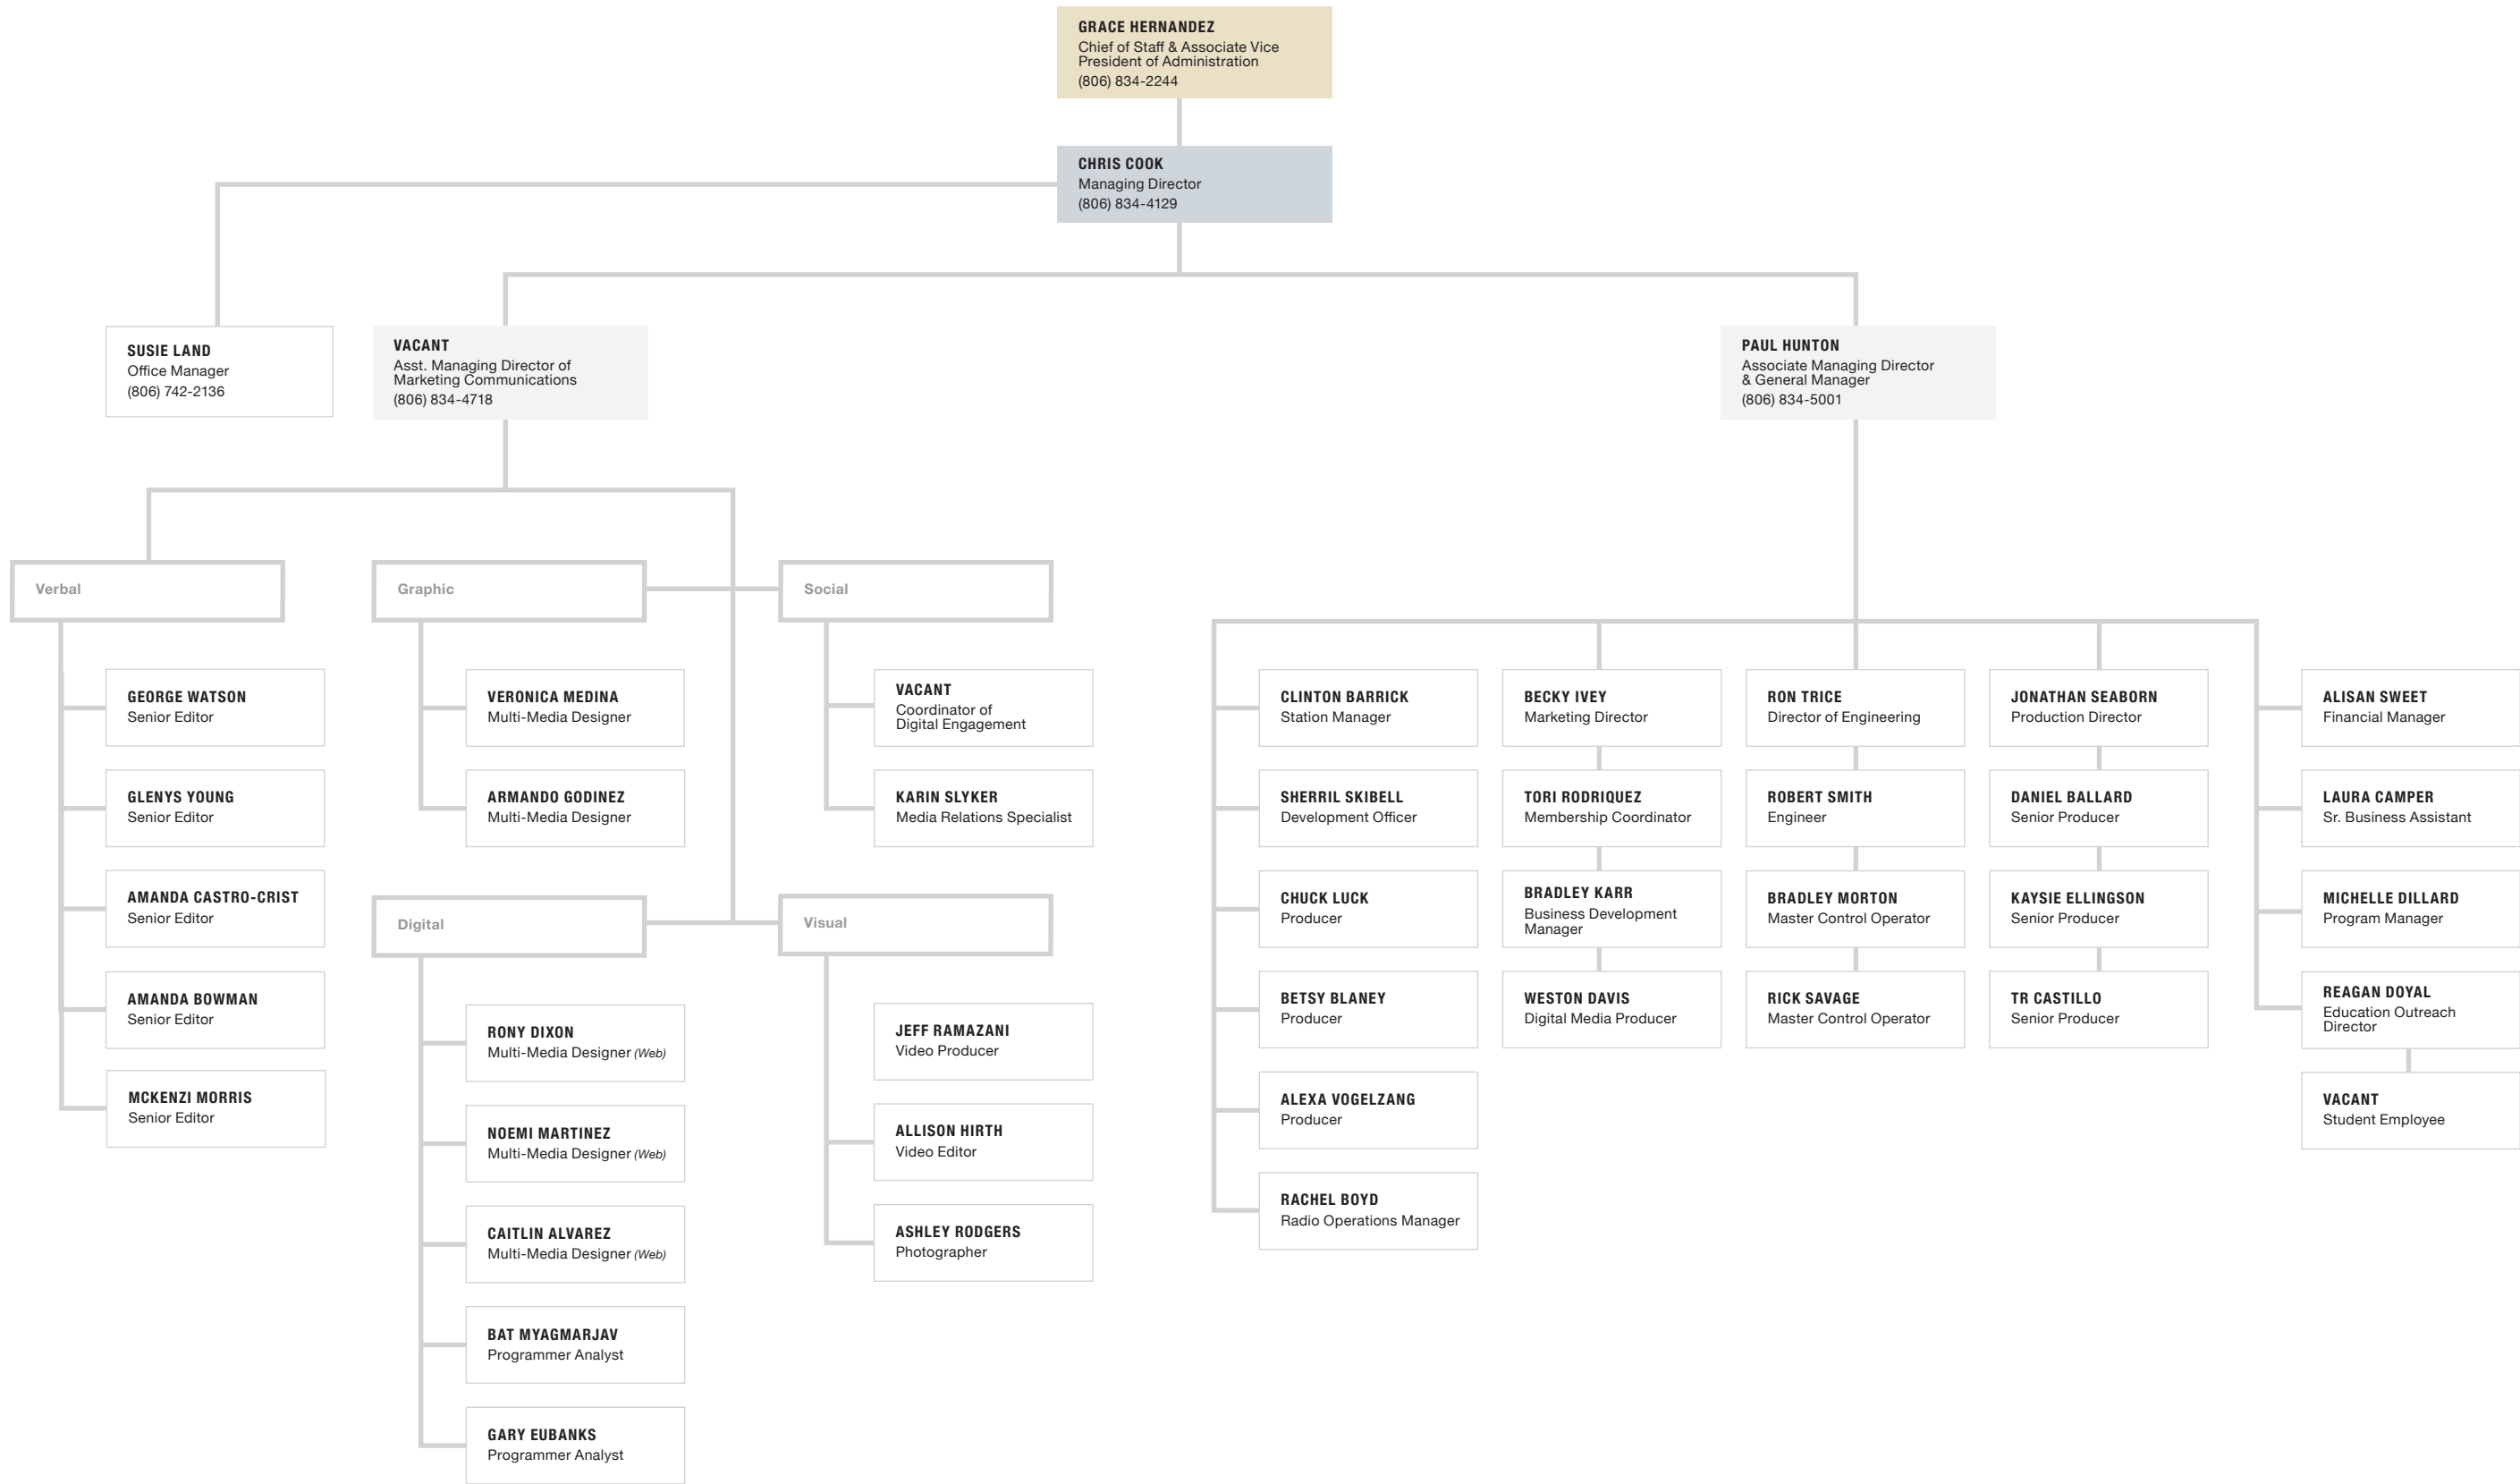 GRACE HERNANDEZ
Chief of Staff & Associate Vice
President of Administration
(806) 834-2244
CHRIS COOK
Managing Director
(806) 834-4129
SUSIE LAND
Office Manager
(806) 742-2136
VACANT
Asst. Managing Director of
Marketing Communications
(806) 834-4718
PAUL HUNTON
Associate Managing Director
& General Manager
(806) 834-5001
Verbal
GEORGE WATSON
Senior Editor
GLENYS YOUNG
Senior Editor
AMANDA CASTRO-CRIST
Senior Editor
AMANDA BOWMAN
Senior Editor
MCKENZI MORRIS
Senior Editor
Graphic
VERONICA MEDINA
Multi-Media Designer
ARMANDO GODINEZ
Multi-Media Designer
Social
VACANT
Coordinator of
Digital Engagement
KARIN SLYKER
Media Relations Specialist
Digital
RONY DIXON
Multi-Media Designer (Web)
NOEMI MARTINEZ
Multi-Media Designer (Web)
CAITLIN ALVAREZ
Multi-Media Designer (Web)
BAT MYAGMARJAV
Programmer Analyst
GARY EUBANKS
Programmer Analyst
Visual
JEFF RAMAZANI
Video Producer
ALLISON HIRTH
Video Editor
ASHLEY RODGERS
Photographer
CLINTON BARRICK
Station Manager
SHERRIL SKIBELL
Development Officer
CHUCK LUCK
Producer
BETSY BLANEY
Producer
ALEXA VOGELZANG
Producer
RACHEL BOYD
Radio Operations Manager
BECKY IVEY
Marketing Director
TORI RODRIQUEZ
Membership Coordinator
BRADLEY KARR
Business Development
Manager
WESTON DAVIS
Digital Media Producer
RON TRICE
Director of Engineering
ROBERT SMITH
Engineer
BRADLEY MORTON
Master Control Operator
RICK SAVAGE
Master Control Operator
JONATHAN SEABORN
Production Director
DANIEL BALLARD
Senior Producer
KAYSIE ELLINGSON
Senior Producer
TR CASTILLO
Senior Producer
ALISAN SWEET
Financial Manager
LAURA CAMPER
Sr. Business Assistant
MICHELLE DILLARD
Program Manager
REAGAN DOYAL
Education Outreach
Director
VACANT
Student Employee